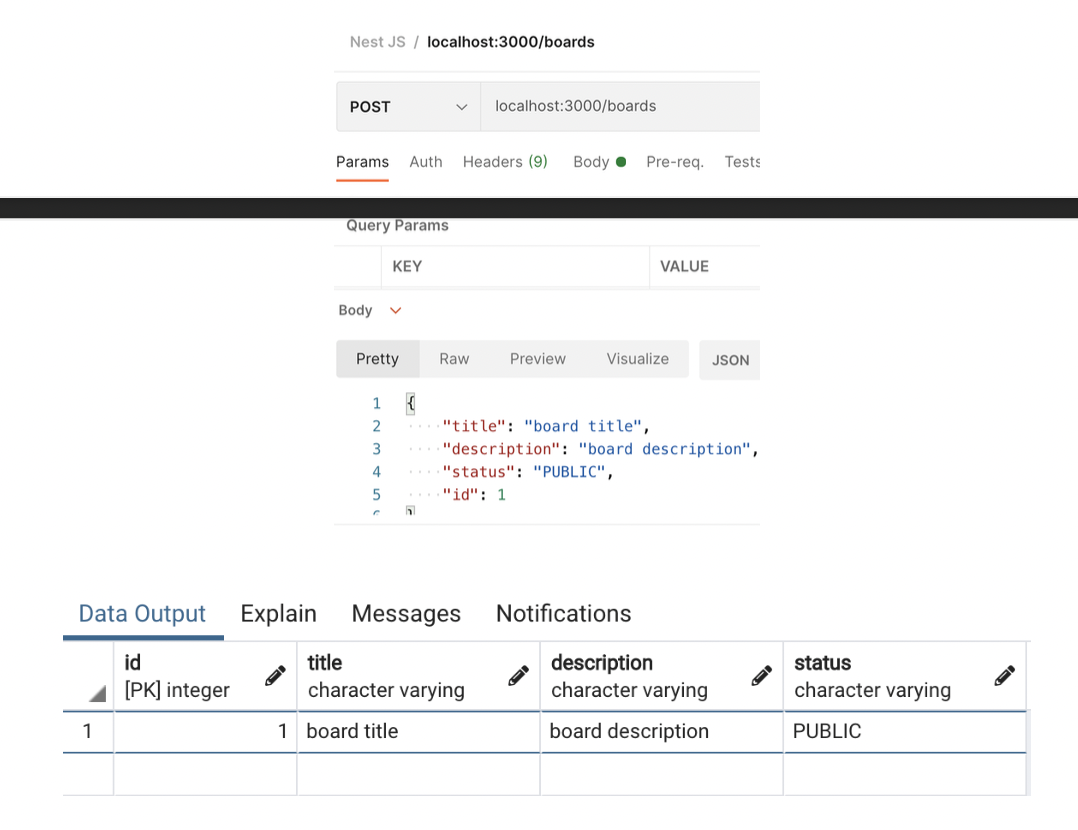 Nest JS / localhost:3000/boards
POST localhost:3000/boards
Params Auth Headers (9) Body Pre-req. Tests
Query Params
KEY VALUE
Body
Pretty Raw Preview Visualize JSON
1 {
2 "title": "board title",
3 "description": "board description",
4 "status": "PUBLIC",
5 "id": 1
6 }
Data Output Explain Messages Notifications
id title description status
[PK] integer character varying character varying character varying
1 1 board title board description PUBLIC